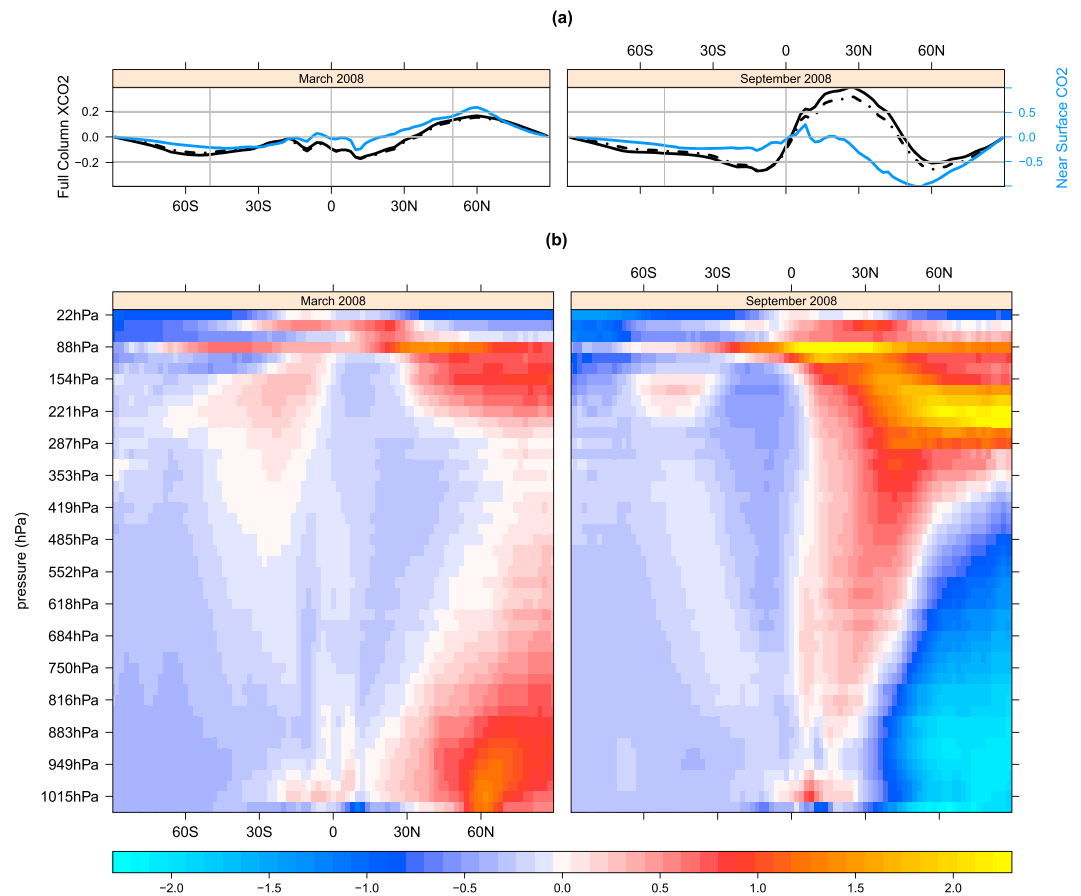 (a)
60S 30S 0 30N 60N
March 2008 September 2008
Full Column XCO2
0.2
0.0
−0.2
0.5
0.0
−0.5
Near Surface CO2
60S 30S 0 30N 60N
(b)
60S 30S 0 30N 60N
March 2008 September 2008
pressure (hPa)
22hPa
88hPa
154hPa
221hPa
287hPa
353hPa
419hPa
485hPa
552hPa
618hPa
684hPa
750hPa
816hPa
883hPa
949hPa
1015hPa
60S 30S 0 30N 60N
−2.0 −1.5 −1.0 −0.5 0.0 0.5 1.0 1.5 2.0